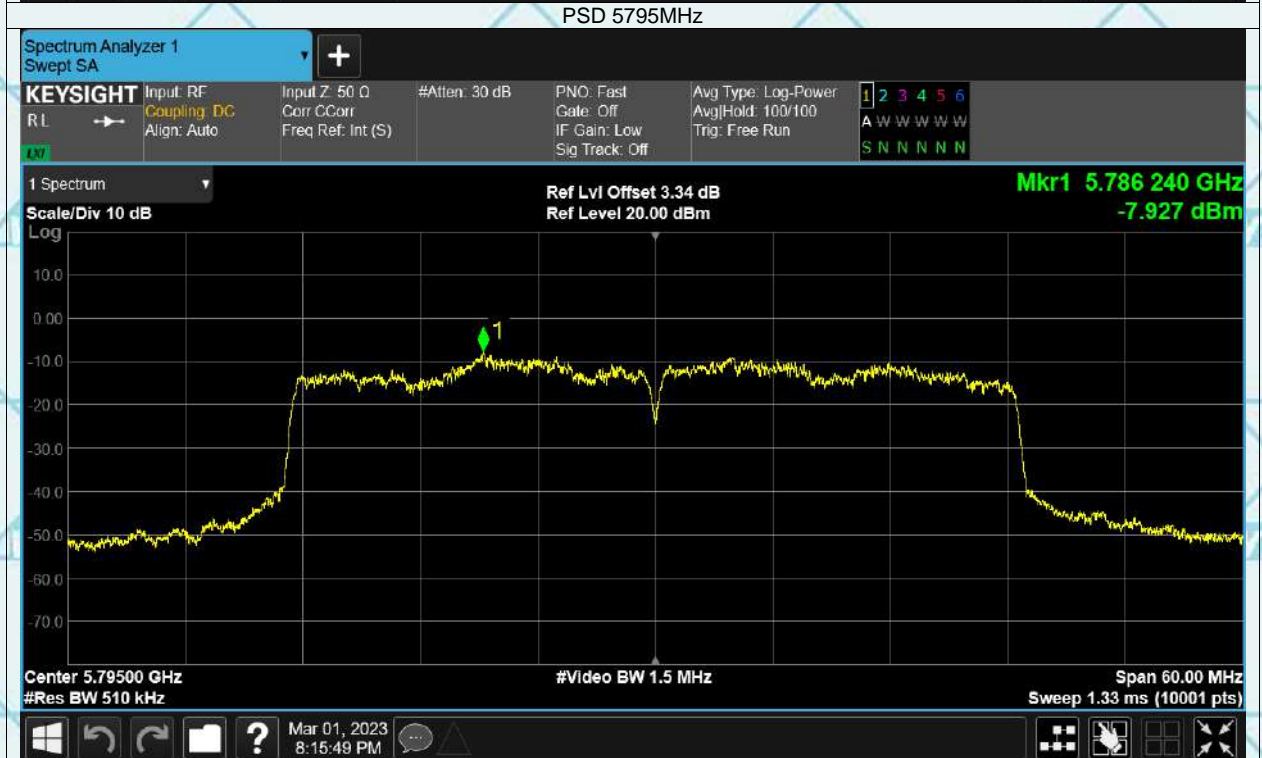 PSD 5795MHz
Spectrum Analyzer 1
Swept SA
+
KEYSIGHT
R L
LXI
Input: RF
Coupling: DC
Align: Auto
Input Z: 50 Ω
Corr CCorr
Freq Ref: Int (S)
#Atten: 30 dB
PNO: Fast
Gate: Off
IF Gain: Low
Sig Track: Off
Avg Type: Log-Power
Avg|Hold: 100/100
Trig: Free Run
1 2 3 4 5 6
A W W W W W
S N N N N N
1 Spectrum
Scale/Div 10 dB
Log
Ref Lvl Offset 3.34 dB
Ref Level 20.00 dBm
Mkr1 5.786 240 GHz
-7.927 dBm
10.0
0.00
1
-10.0
-20.0
-30.0
-40.0
-50.0
-60.0
-70.0
Center 5.79500 GHz
#Res BW 510 kHz
#Video BW 1.5 MHz
Span 60.00 MHz
Sweep 1.33 ms (10001 pts)
?
Mar 01, 2023
8:15:49 PM